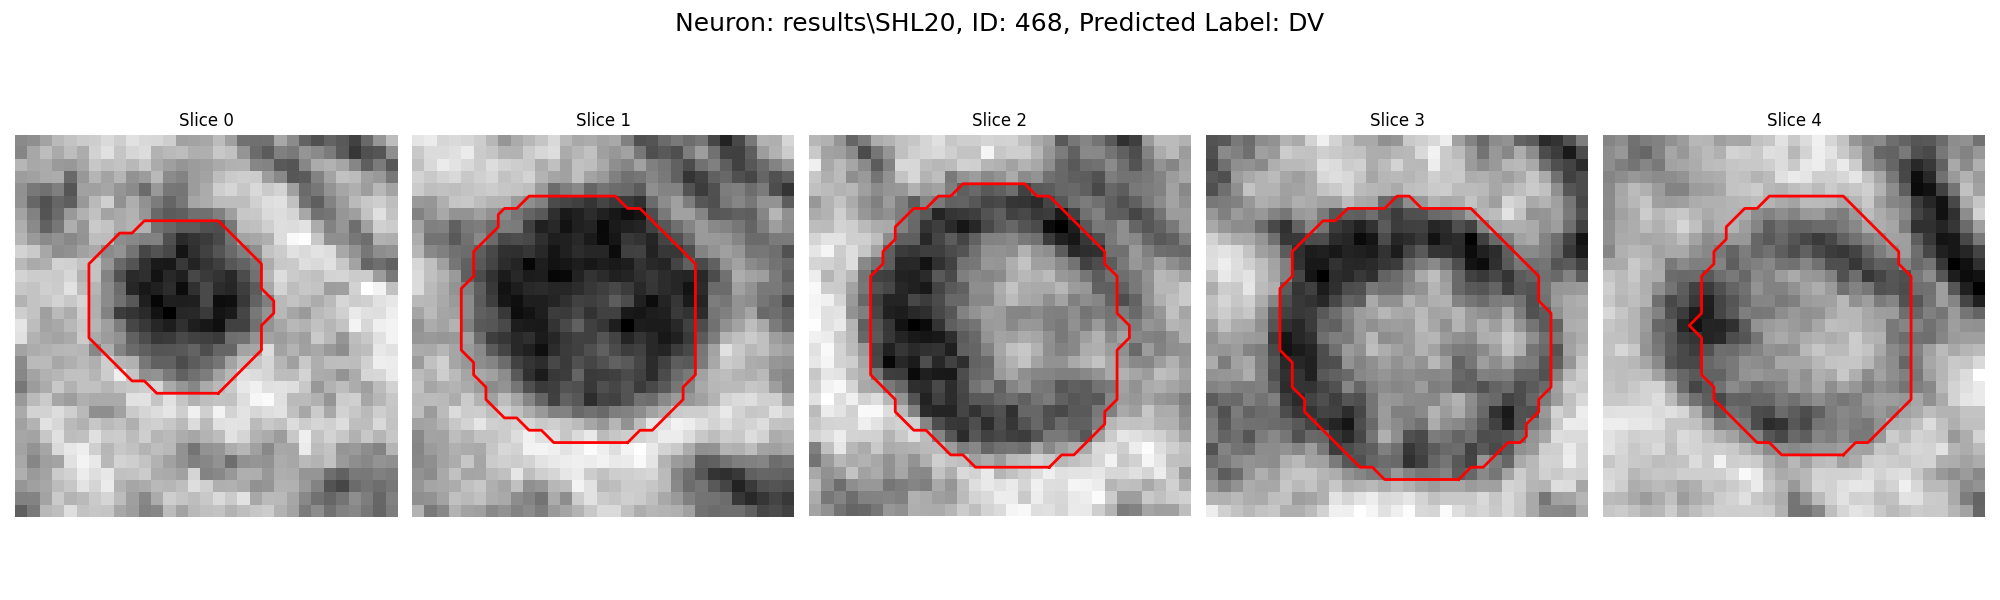 Neuron: results\SHL20, ID: 468, Predicted Label: DV
Slice 0
Slice 1
Slice 2
Slice 3
Slice 4